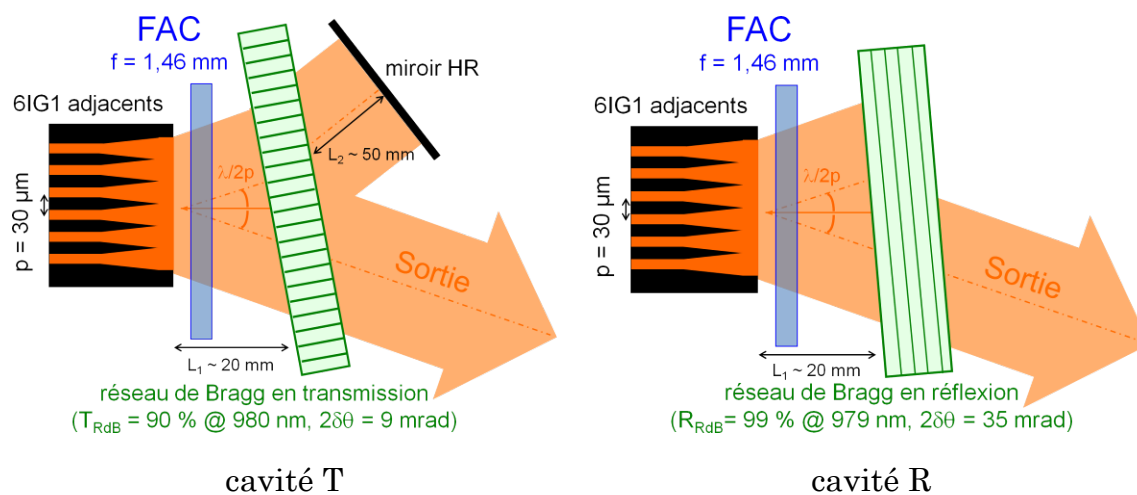 FAC
f = 1,46 mm
6IG1 adjacents
p = 30 µm
miroir HR
L₂ ~ 50 mm
λ/2p
Sortie
L₁ ~ 20 mm
réseau de Bragg en transmission
(T_RdB = 90 % @ 980 nm, 2δθ = 9 mrad)
cavité T
FAC
f = 1,46 mm
6IG1 adjacents
p = 30 µm
λ/2p
Sortie
L₁ ~ 20 mm
réseau de Bragg en réflexion
(R_RdB= 99 % @ 979 nm, 2δθ = 35 mrad)
cavité R